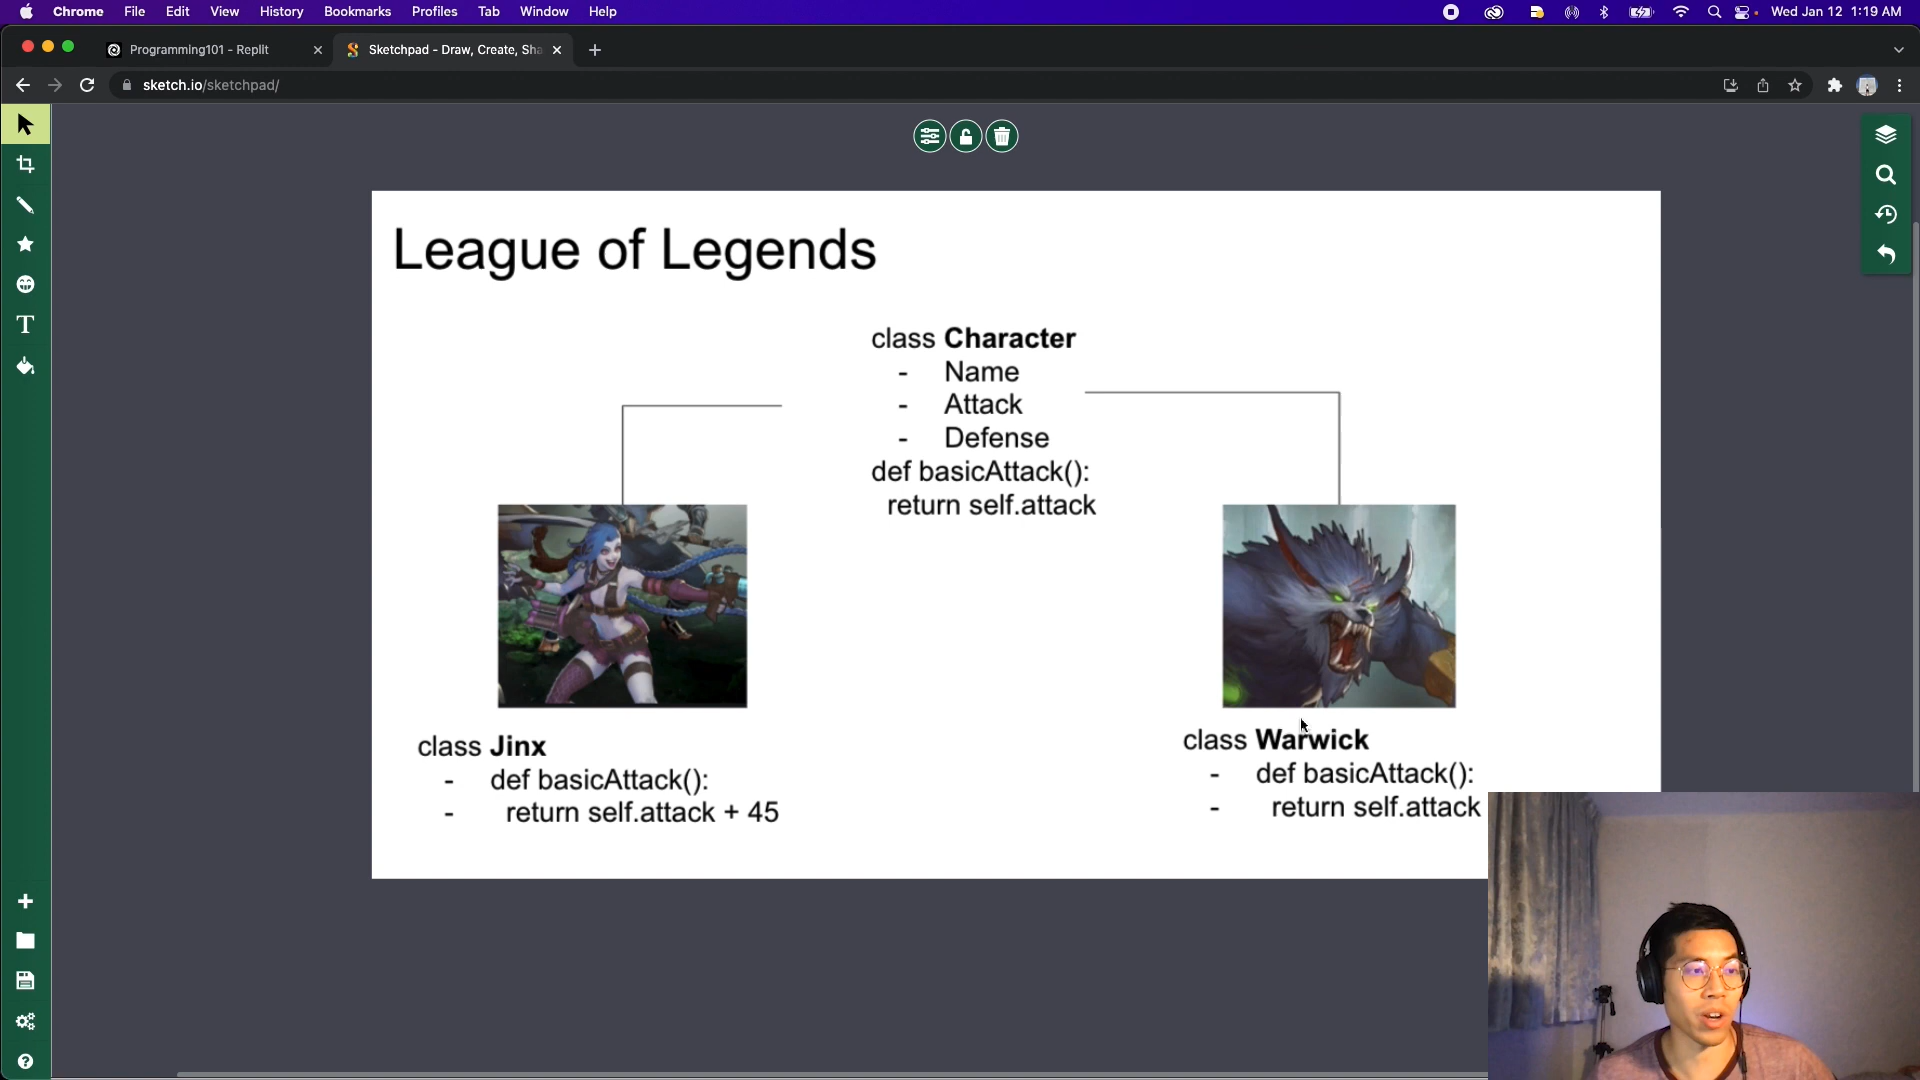 Chrome File Edit View History Bookmarks Profiles Tab Window Help
Wed Jan 12 1:19 AM
Programming101 - Replit
Sketchpad - Draw, Create, Sha
sketch.io/sketchpad/
League of Legends
class Character
- Name
- Attack
- Defense
def basicAttack():
return self.attack
class Jinx
- def basicAttack():
- return self.attack + 45
class Warwick
- def basicAttack():
- return self.attack